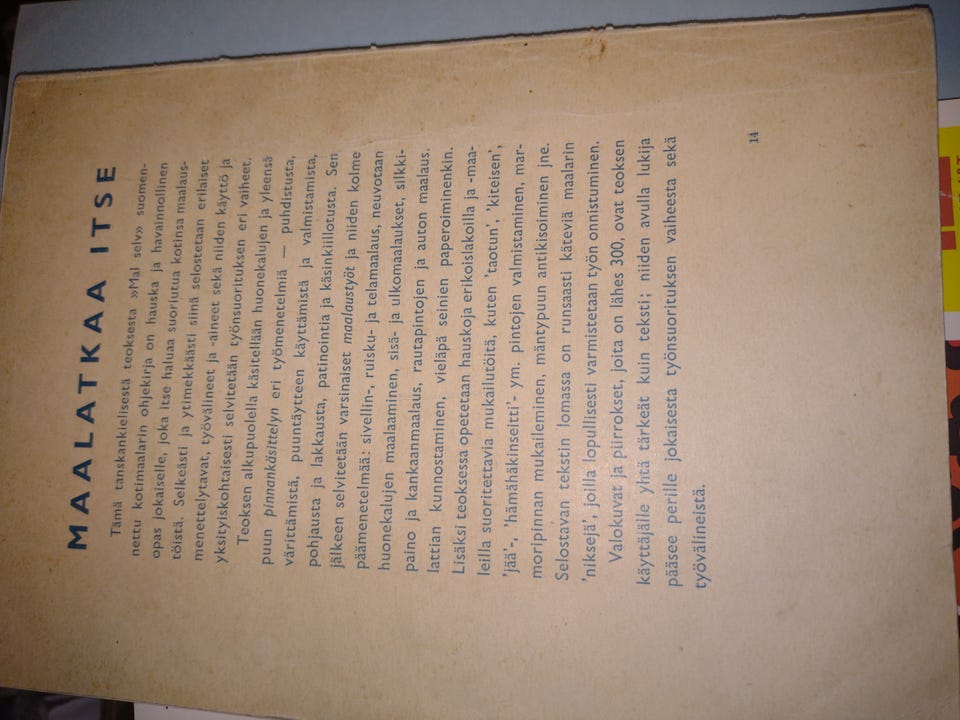 MAALATKAA ITSE
Tämä tanskankielisestä teoksesta »Mal selv» suomen-
nettu kotimaalarin ohjekirja on hauska ja havainnollinen
opas jokaiselle, joka itse haluaa suoriutua kotinsa maalaus-
töistä. Selkeästi ja ytimekkäästi siinä selostetaan erilaiset
menettelytavat, työvälineet ja -aineet sekä niiden käyttö ja
yksityiskohtaisesti selvitetään työnsuorituksen eri vaiheet.
Teoksen alkupuolella käsitellään huonekalujen ja yleensä
puun pinnankäsittelyn eri työmenetelmiä — puhdistusta,
värittämistä, puuntäytteen käyttämistä ja valmistamista,
pohjausta ja lakkausta, patinointia ja käsinkiillotusta. Sen
jälkeen selvitetään varsinaiset maalaustyöt ja niiden kolme
päämenetelmää: sivellin-, ruisku- ja telamaalaus, neuvotaan
huonekalujen maalaaminen, sisä- ja ulkomaalaukset, silkki-
paino ja kankaanmaalaus, rautapintojen ja auton maalaus.
lattian kunnostaminen, vieläpä seinien paperoiminenkin.
Lisäksi teoksessa opetetaan hauskoja erikoislakoilla ja -maa-
leilla suoritettavia mukailutöitä, kuten 'taotun', 'kiteisen',
'jää'-, 'hämähäkinseitti'- ym. pintojen valmistaminen, mar-
moripinnan mukaileminen, mäntypuun antikisoiminen jne.
Selostavan tekstin lomassa on runsaasti käteviä maalarin
'niksejä', joilla lopullisesti varmistetaan työn onnistuminen.
Valokuvat ja piirrokset, joita on lähes 300, ovat teoksen
käyttäjälle yhtä tärkeät kuin teksti; niiden avulla lukija
pääsee perille jokaisesta työnsuorituksen vaiheesta sekä
työvälineistä.
14